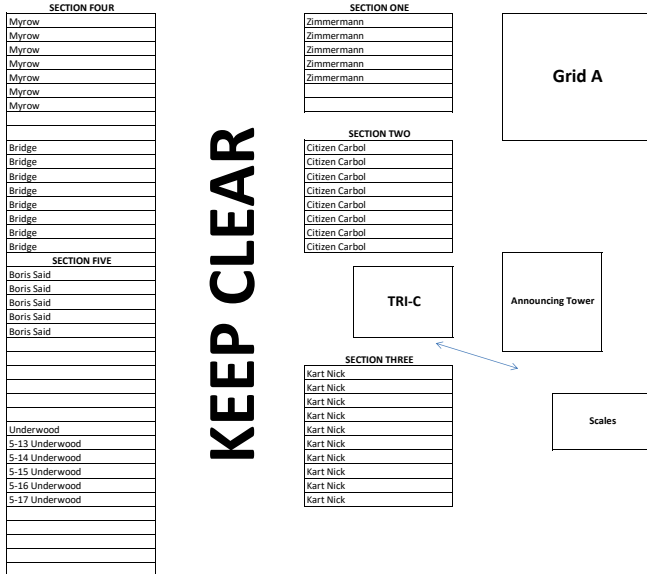 SECTION FOUR
Myrow
Myrow
Myrow
Myrow
Myrow
Myrow
Myrow
Bridge
Bridge
Bridge
Bridge
Bridge
Bridge
Bridge
Bridge
SECTION FIVE
Boris Said
Boris Said
Boris Said
Boris Said
Boris Said
Underwood
5-13 Underwood
5-14 Underwood
5-15 Underwood
5-16 Underwood
5-17 Underwood
KEEP CLEAR
SECTION ONE
Zimmermann
Zimmermann
Zimmermann
Zimmermann
Zimmermann
SECTION TWO
Citizen Carbol
Citizen Carbol
Citizen Carbol
Citizen Carbol
Citizen Carbol
Citizen Carbol
Citizen Carbol
Citizen Carbol
TRI-C
SECTION THREE
Kart Nick
Kart Nick
Kart Nick
Kart Nick
Kart Nick
Kart Nick
Kart Nick
Kart Nick
Kart Nick
Kart Nick
Grid A
Announcing Tower
Scales